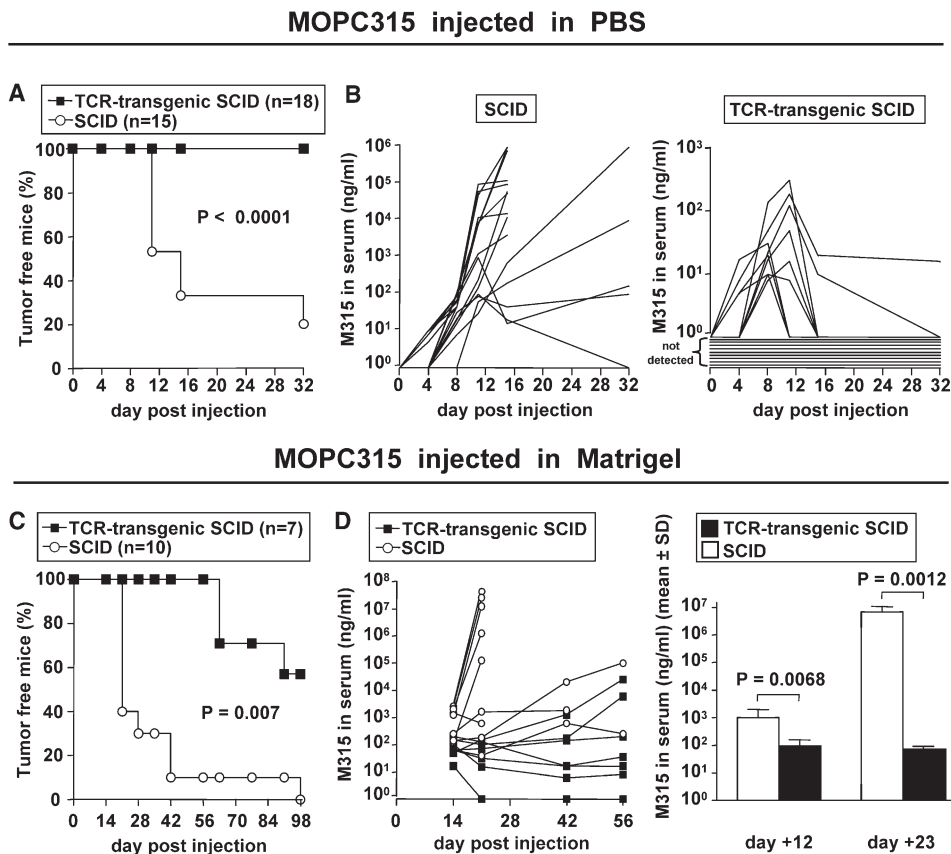 MOPC315 injected in PBS
A
TCR-transgenic SCID (n=18)
SCID (n=15)
Tumor free mice (%)
100
80
60
40
20
0
P < 0.0001
0 4 8 12 16 20 24 28 32
day post injection
B
SCID
M315 in serum (ng/ml)
10⁶
10⁵
10⁴
10³
10²
10¹
10⁰
0 4 8 12 16 20 24 28 32
day post injection
TCR-transgenic SCID
M315 in serum (ng/ml)
10³
10²
10¹
10⁰
not
detected
0 4 8 12 16 20 24 28 32
day post injection
MOPC315 injected in Matrigel
C
TCR-transgenic SCID (n=7)
SCID (n=10)
Tumor free mice (%)
100
80
60
40
20
0
P = 0.007
0 14 28 42 56 70 84 98
day post injection
D
TCR-transgenic SCID
SCID
M315 in serum (ng/ml)
10⁸
10⁷
10⁶
10⁵
10⁴
10³
10²
10¹
10⁰
0 14 28 42 56
day post injection
TCR-transgenic SCID
SCID
M315 in serum (ng/ml) (mean ± SD)
10⁷
10⁶
10⁵
10⁴
10³
10²
10¹
10⁰
P = 0.0012
P = 0.0068
day +12 day +23